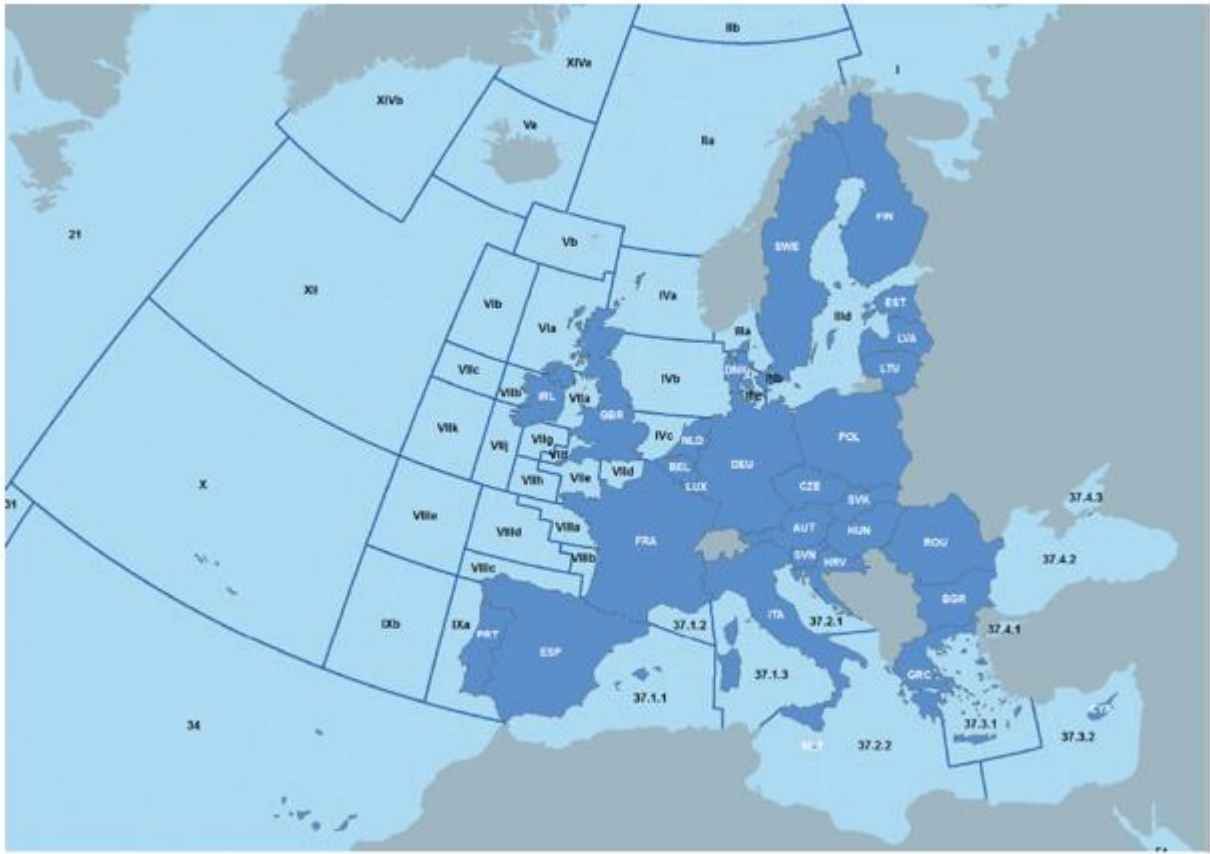 IIb
XIVa
I
XIVb
Va
IIa
FIN
21
Vb
SWE
XII
IVa
VIb
EST
IIIa
IIId
VIa
LVA
VIIc
DNK
LTU
IVb
VIIb
IRL
VIIa
GBR
VIIk
VIIj
VIIg
IVc
NLD
POL
BEL
DEU
VIId
VIIh
VIIe
LUX
CZE
X
SVK
37.4.3
31
VIIIe
VIIIa
AUT
HUN
VIIId
FRA
ROU
VIIIb
SVN
HRV
37.4.2
VIIIc
BGR
ITA
IXb
IXa
37.1.2
37.2.1
37.4.1
PRT
ESP
37.1.3
GRC
37.1.1
CYP
34
37.3.1
37.3.2
MLT
37.2.2